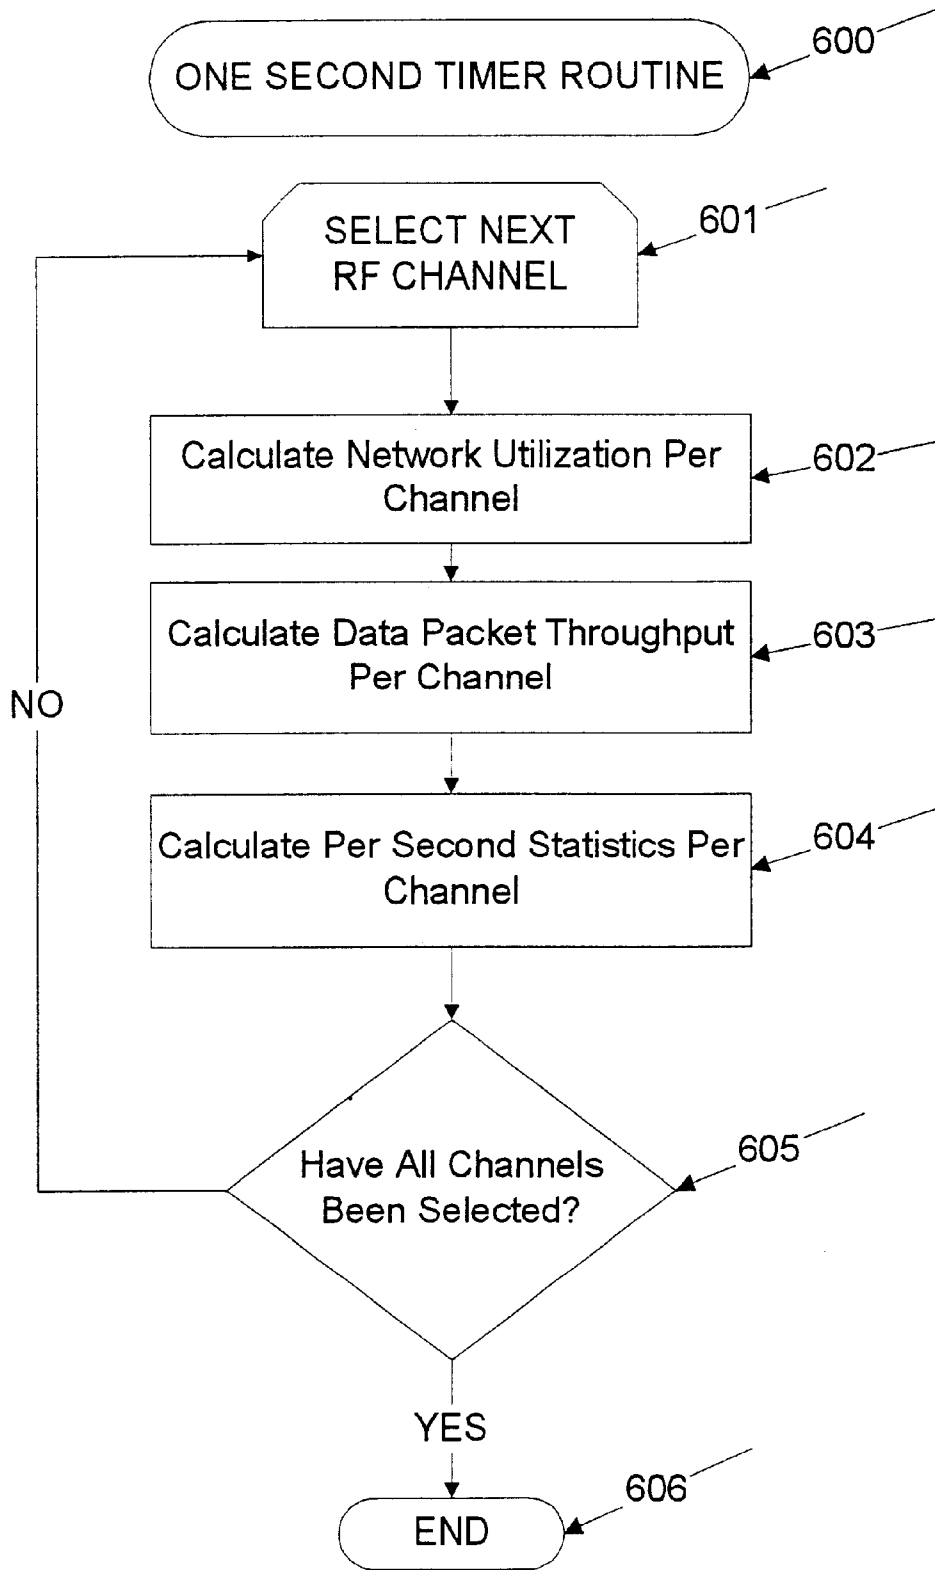 ONE SECOND TIMER ROUTINE
600
SELECT NEXT
RF CHANNEL
601
Calculate Network Utilization Per
Channel
602
Calculate Data Packet Throughput
Per Channel
603
NO
Calculate Per Second Statistics Per
Channel
604
Have All Channels
Been Selected?
605
YES
END
606